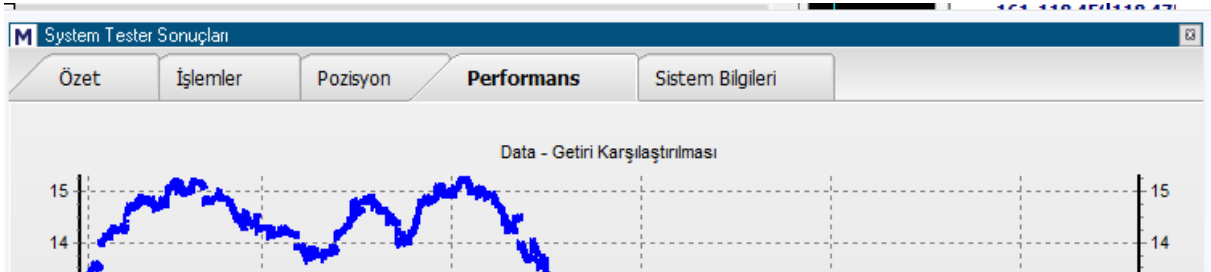 M System Tester Sonuçları
Özet İşlemler Pozisyon Performans Sistem Bilgileri
Data - Getiri Karşılaştırılması
15 15
14 14